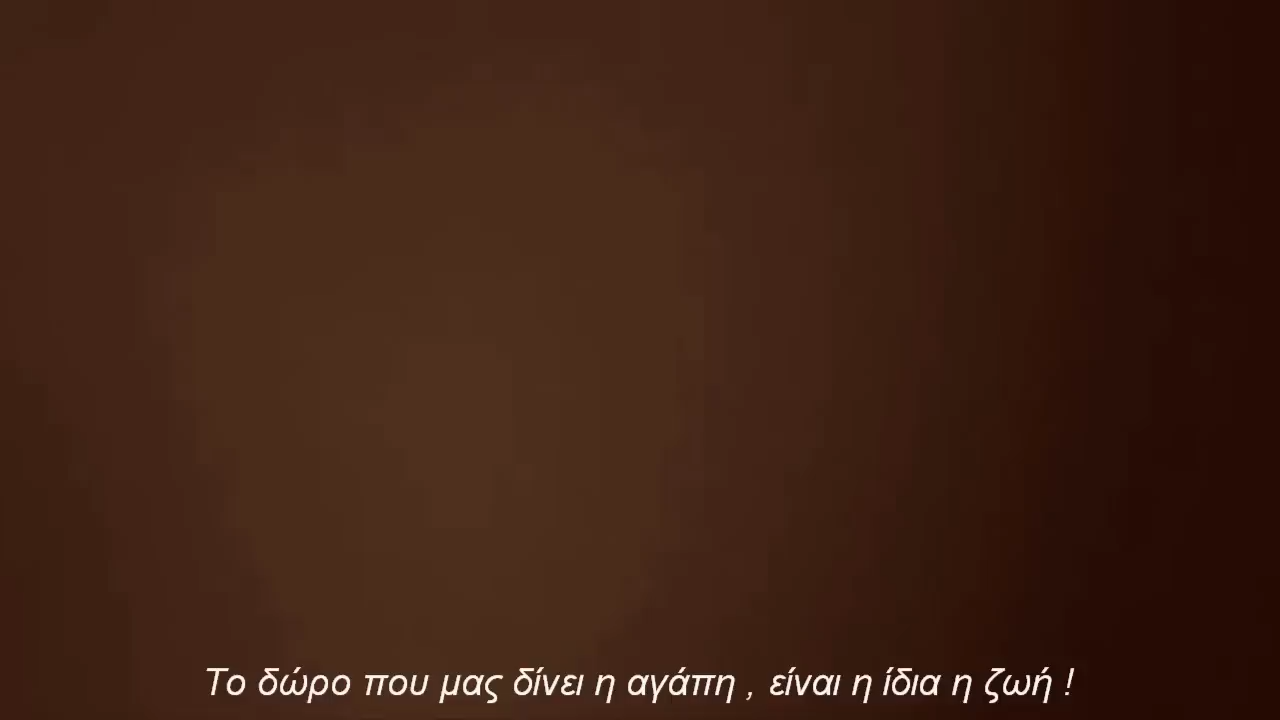 Το δώρο που μας δίνει η αγάπη , είναι η ίδια η ζωή !